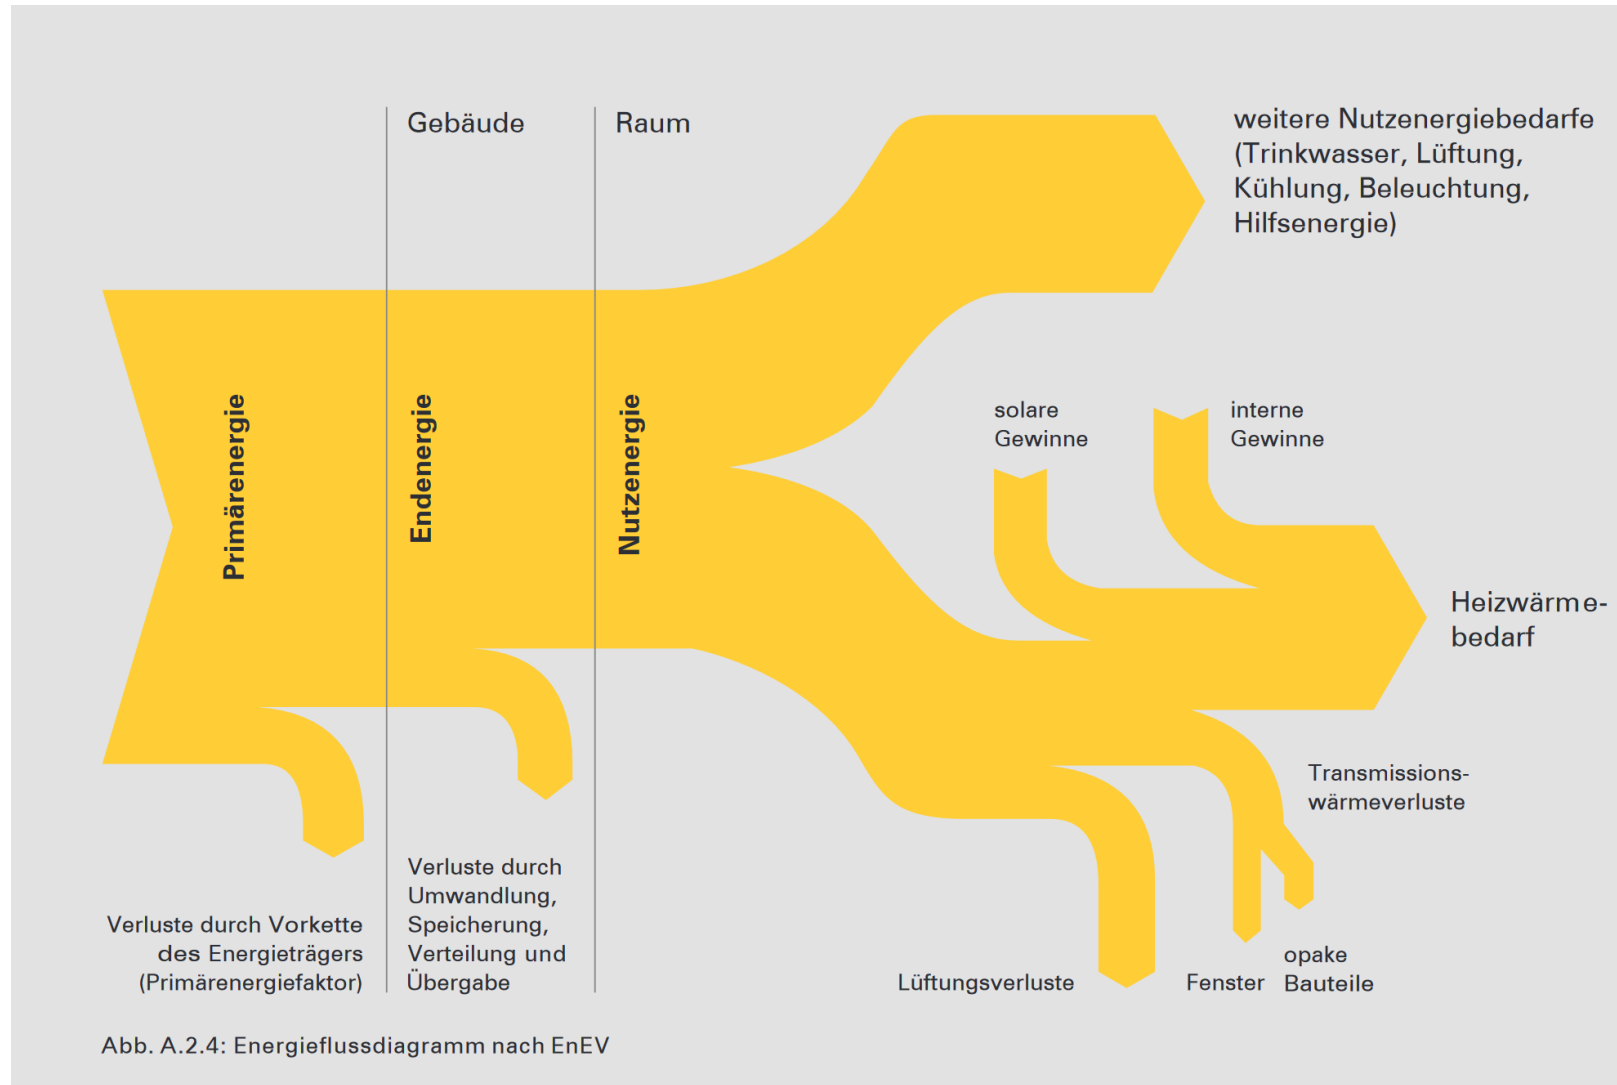 Gebäude
Raum
weitere Nutzenergiebedarfe
(Trinkwasser, Lüftung,
Kühlung, Beleuchtung,
Hilfsenergie)
Primärenergie
Endenergie
Nutzenergie
solare
Gewinne
interne
Gewinne
Heizwärme-
bedarf
Transmissions-
wärmeverluste
Verluste durch Vorkette
des Energieträgers
(Primärenergiefaktor)
Verluste durch
Umwandlung,
Speicherung,
Verteilung und
Übergabe
Lüftungsverluste
Fenster
opake
Bauteile
Abb. A.2.4: Energieflussdiagramm nach EnEV